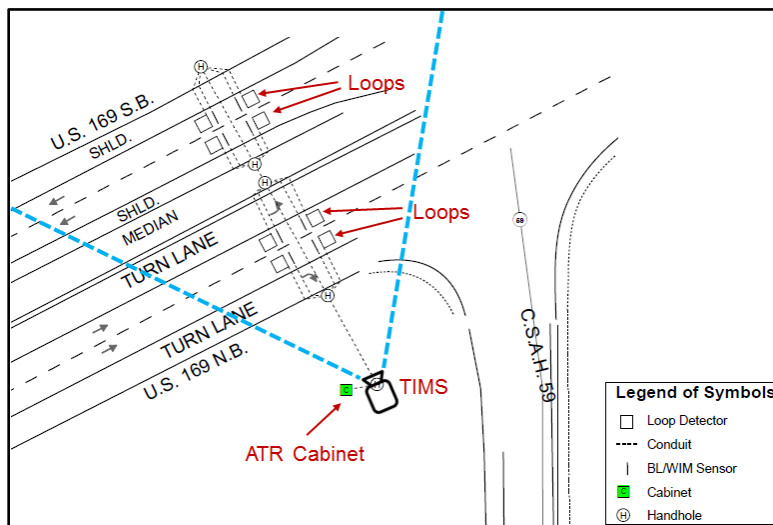 H
Loops
U.S. 169 S.B.
SHLD.
H
H
SHLD.
MEDIAN
Loops
TURN LANE
69
H
TURN LANE
U.S. 169 N.B.
C.S.A.H. 59
H
TIMS
C
ATR Cabinet
Legend of Symbols
Loop Detector
Conduit
BL/WIM Sensor
C Cabinet
H Handhole